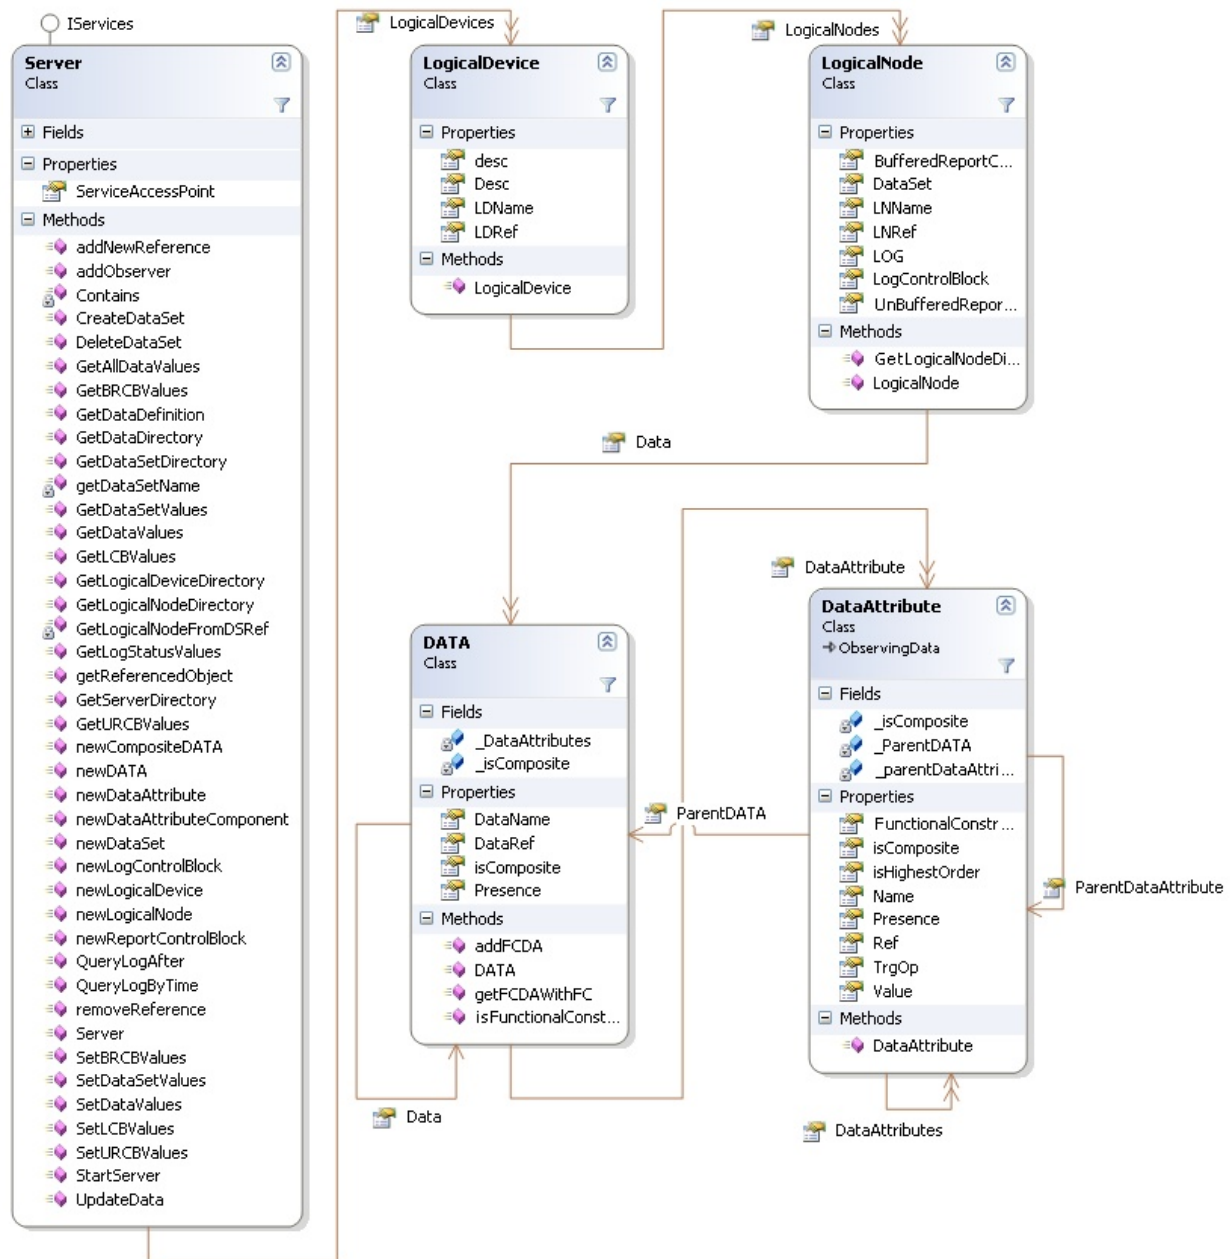 IServices
Server
Class
Fields
Properties
ServiceAccessPoint
Methods
addNewReference
addObserver
Contains
CreateDataSet
DeleteDataSet
GetAllDataValues
GetBRCBValues
GetDataDefinition
GetDataDirectory
GetDataSetDirectory
getDataSetName
GetDataSetValues
GetDataValues
GetLCBValues
GetLogicalDeviceDirectory
GetLogicalNodeDirectory
GetLogicalNodeFromDSRef
GetLogStatusValues
getReferencedObject
GetServerDirectory
GetURCBValues
newCompositeDATA
newDATA
newDataAttribute
newDataAttributeComponent
newDataSet
newLogControlBlock
newLogicalDevice
newLogicalNode
newReportControlBlock
QueryLogAfter
QueryLogByTime
removeReference
Server
SetBRCBValues
SetDataSetValues
SetDataValues
SetLCBValues
SetURCBValues
StartServer
UpdateData
LogicalDevices
LogicalDevice
Class
Properties
desc
Desc
LDName
LDRef
Methods
LogicalDevice
LogicalNodes
LogicalNode
Class
Properties
BufferedReportC...
DataSet
LNName
LNRef
LOG
LogControlBlock
UnBufferedRepor...
Methods
GetLogicalNodeDi...
LogicalNode
Data
DATA
Class
Fields
_DataAttributes
_isComposite
Properties
DataName
DataRef
isComposite
Presence
Methods
addFCDA
DATA
getFCDAWithFC
isFunctionalConst...
Data
DataAttribute
DataAttribute
Class
ObservingData
Fields
_isComposite
_ParentDATA
_parentDataAttri...
Properties
FunctionalConstr...
isComposite
isHighestOrder
Name
Presence
Ref
TrgOp
Value
Methods
DataAttribute
ParentDATA
ParentDataAttribute
DataAttributes